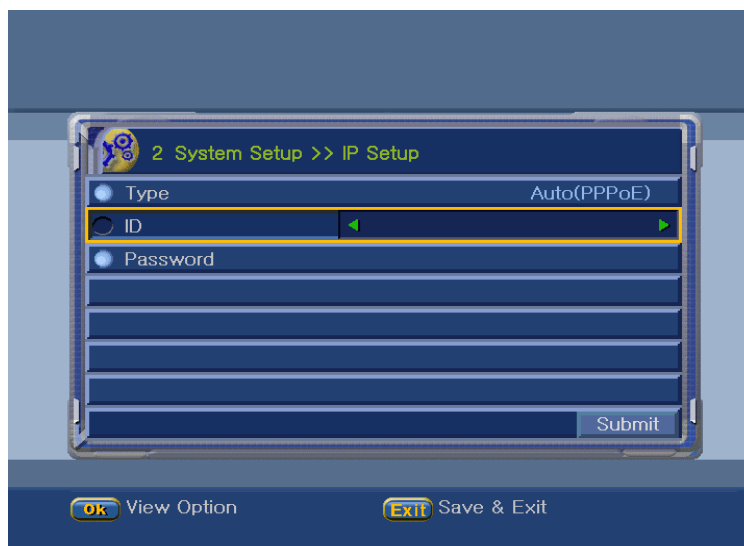 2 System Setup >> IP Setup
Type Auto(PPPoE)
ID
Password
Submit
Ok View Option Exit Save & Exit